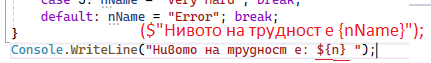 case 3: nName = "Very hard"; break;
default: nName = "Error"; break;
}
($"Нивото на трудност е {nName}");
Console.WriteLine("Нивото на трудност е: ${n} ");